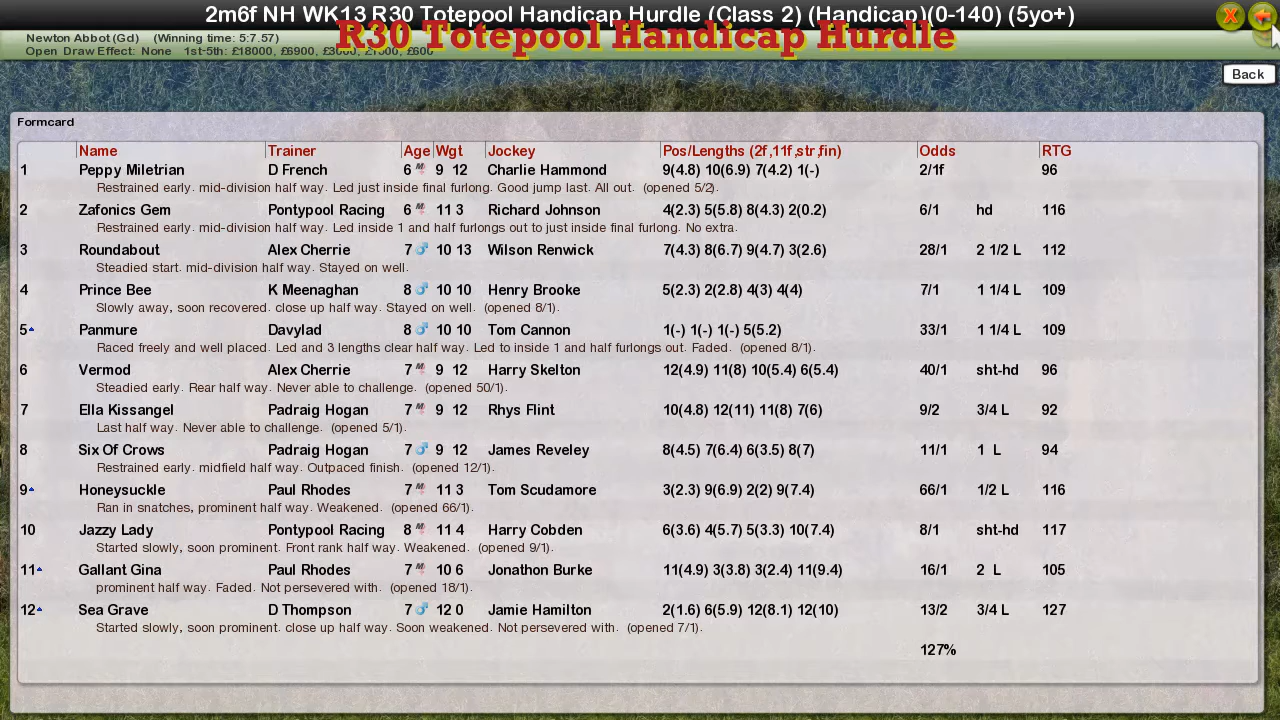 2m6f NH WK13 R30 Totepool Handicap Hurdle (Class 2) (Handicap)(0-140) (5yo+)
R30 Totepool Handicap Hurdle
Newton Abbot (Gd) (Winning time: 5:7.57)
Open Draw Effect: None 1st-5th: £18000, £6900, £3000, £1000, £600
Back
Formcard
Name Trainer Age Wgt Jockey Pos/Lengths (2f,11f,str,fin) Odds RTG
1 Peppy Miletrian D French 6 9 12 Charlie Hammond 9(4.8) 10(6.9) 7(4.2) 1(-) 2/1f 96
Restrained early. mid-division half way. Led just inside final furlong. Good jump last. All out. (opened 5/2).
2 Zafonics Gem Pontypool Racing 6 11 3 Richard Johnson 4(2.3) 5(5.8) 8(4.3) 2(0.2) 6/1 hd 116
Restrained early. mid-division half way. Led inside 1 and half furlongs out to just inside final furlong. No extra.
3 Roundabout Alex Cherrie 7 10 13 Wilson Renwick 7(4.3) 8(6.7) 9(4.7) 3(2.6) 28/1 2 1/2 L 112
Steadied start. mid-division half way. Stayed on well.
4 Prince Bee K Meenaghan 8 10 10 Henry Brooke 5(2.3) 2(2.8) 4(3) 4(4) 7/1 1 1/4 L 109
Slowly away, soon recovered. close up half way. Stayed on well. (opened 8/1).
5 Panmure Davylad 8 10 10 Tom Cannon 1(-) 1(-) 1(-) 5(5.2) 33/1 1 1/4 L 109
Raced freely and well placed. Led and 3 lengths clear half way. Led to inside 1 and half furlongs out. Faded. (opened 8/1).
6 Vermod Alex Cherrie 7 9 12 Harry Skelton 12(4.9) 11(8) 10(5.4) 6(5.4) 40/1 sht-hd 96
Steadied early. Rear half way. Never able to challenge. (opened 50/1).
7 Ella Kissangel Padraig Hogan 7 9 12 Rhys Flint 10(4.8) 12(11) 11(8) 7(6) 9/2 3/4 L 92
Last half way. Never able to challenge. (opened 5/1).
8 Six Of Crows Padraig Hogan 7 9 12 James Reveley 8(4.5) 7(6.4) 6(3.5) 8(7) 11/1 1 L 94
Restrained early. midfield half way. Outpaced finish. (opened 12/1).
9 Honeysuckle Paul Rhodes 7 11 3 Tom Scudamore 3(2.3) 9(6.9) 2(2) 9(7.4) 66/1 1/2 L 116
Ran in snatches, prominent half way. Weakened. (opened 66/1).
10 Jazzy Lady Pontypool Racing 8 11 4 Harry Cobden 6(3.6) 4(5.7) 5(3.3) 10(7.4) 8/1 sht-hd 117
Started slowly, soon prominent. Front rank half way. Weakened. (opened 9/1).
11 Gallant Gina Paul Rhodes 7 10 6 Jonathon Burke 11(4.9) 3(3.8) 3(2.4) 11(9.4) 16/1 2 L 105
prominent half way. Faded. Not persevered with. (opened 18/1).
12 Sea Grave D Thompson 7 12 0 Jamie Hamilton 2(1.6) 6(5.9) 12(8.1) 12(10) 13/2 3/4 L 127
Started slowly, soon prominent. close up half way. Soon weakened. Not persevered with. (opened 7/1).
127%